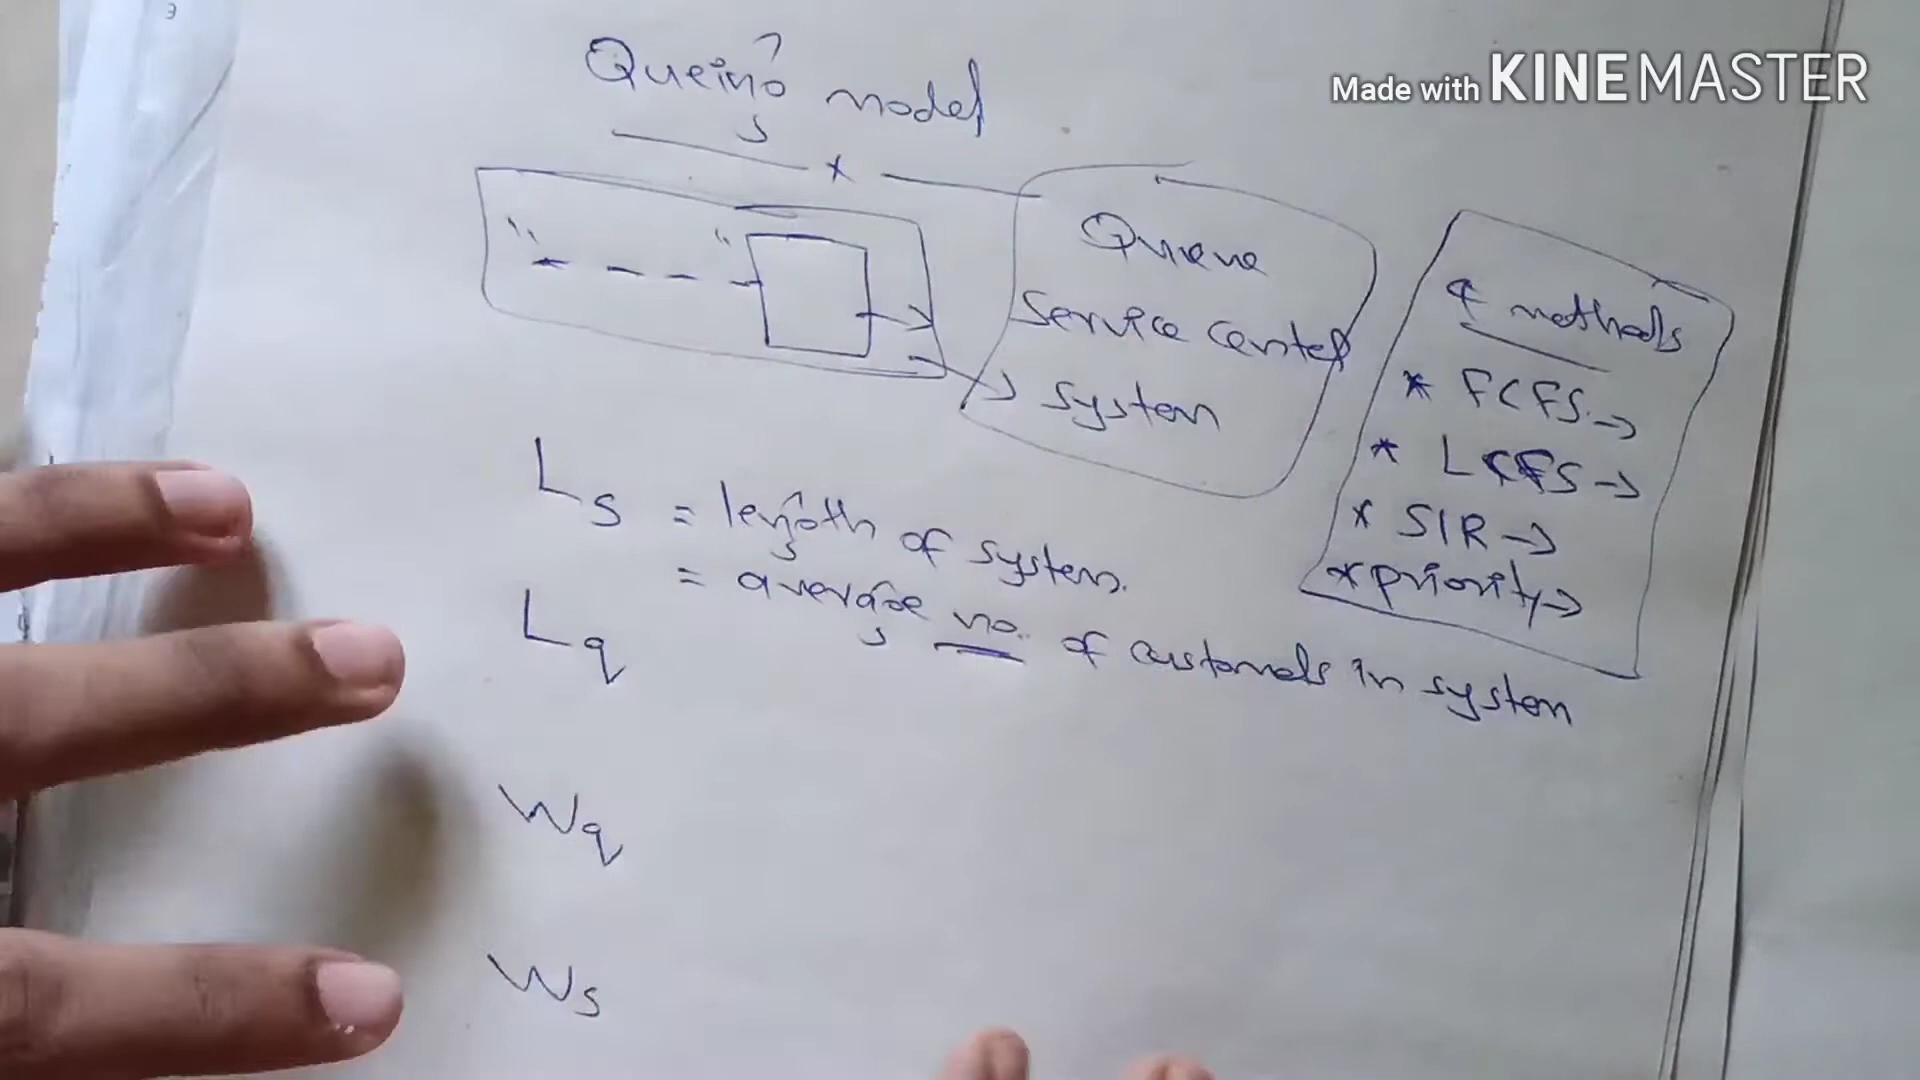 Queing model
Made with KINEMASTER
x
Queue
Service center
system
4 methods
* FCFS →
* LCFS →
* SIR →
* priority →
Ls = length of system.
= average no. of customers in system
Lq
Wq
Ws